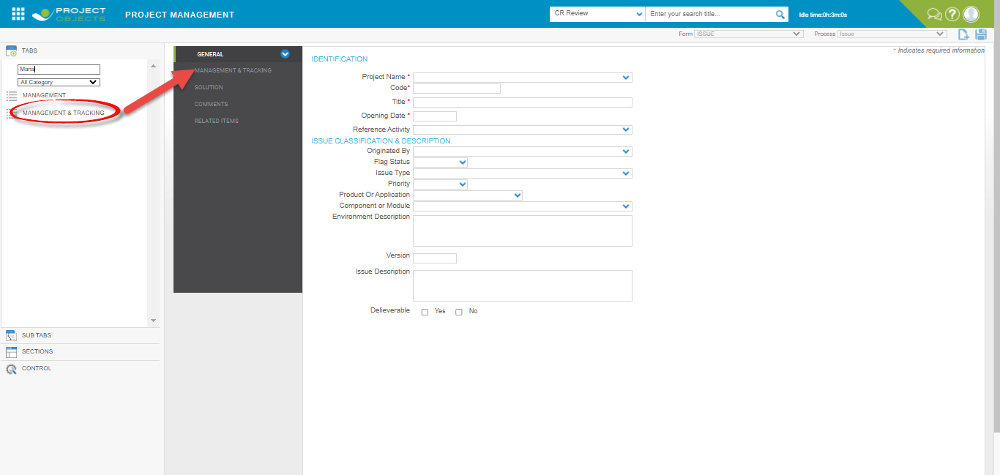 PROJECT
OBJECTS
PROJECT MANAGEMENT
CR Review
Enter your search title...
Idle time:0h:3m:0s
Form ISSUE
Process Issue
TABS
Mana
All Category
MANAGEMENT
MANAGEMENT & TRACKING
SUB TABS
SECTIONS
CONTROL
GENERAL
MANAGEMENT & TRACKING
SOLUTION
COMMENTS
RELATED ITEMS
* Indicates required information
IDENTIFICATION
Project Name *
Code*
Title *
Opening Date *
Reference Activity
ISSUE CLASSIFICATION & DESCRIPTION
Originated By
Flag Status
Issue Type
Priority
Product Or Application
Component or Module
Environment Description
Version
Issue Description
Delieverable Yes No